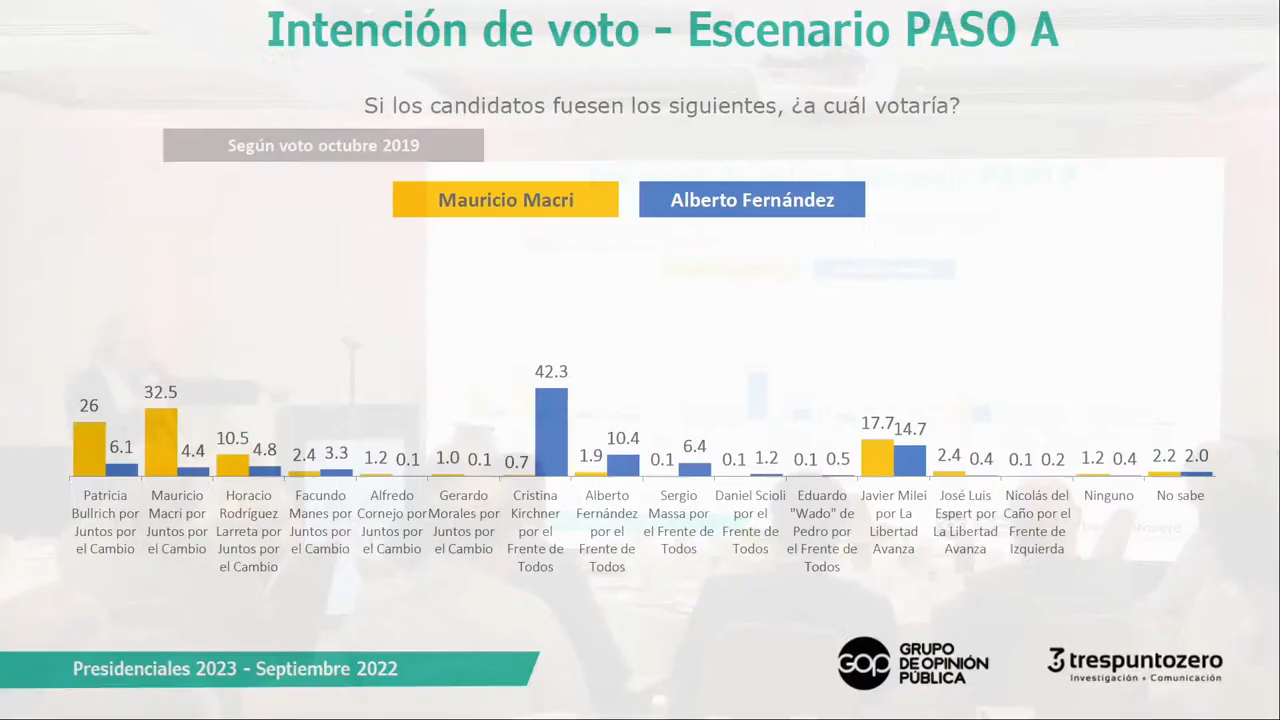 Intención de voto - Escenario PASO A
Si los candidatos fuesen los siguientes, ¿a cuál votaría?
Según voto octubre 2019
Mauricio Macri
Alberto Fernández
26
6.1
32.5
4.4
10.5
4.8
2.4
3.3
1.2
0.1
1.0
0.1
0.7
42.3
1.9
10.4
0.1
6.4
0.1
1.2
0.1
0.5
17.7
14.7
2.4
0.4
0.1
0.2
1.2
0.4
2.2
2.0
Patricia
Bullrich por
Juntos por
el Cambio
Mauricio
Macri por
Juntos por
el Cambio
Horacio
Rodríguez
Larreta por
Juntos por
el Cambio
Facundo
Manes por
Juntos por
el Cambio
Alfredo
Cornejo por
Juntos por
el Cambio
Gerardo
Morales por
Juntos por
el Cambio
Cristina
Kirchner
por el
Frente de
Todos
Alberto
Fernández
por el
Frente de
Todos
Sergio
Massa por
el Frente de
Todos
Daniel Scioli
por el
Frente de
Todos
Eduardo
"Wado" de
Pedro por
el Frente de
Todos
Javier Milei
por La
Libertad
Avanza
José Luis
Espert por
La Libertad
Avanza
Nicolás del
Caño por el
Frente de
Izquierda
Ninguno
No sabe
Presidenciales 2023 - Septiembre 2022
GOP
GRUPO
DE OPINIÓN
PÚBLICA
3 trespuntozero
Investigación + Comunicación